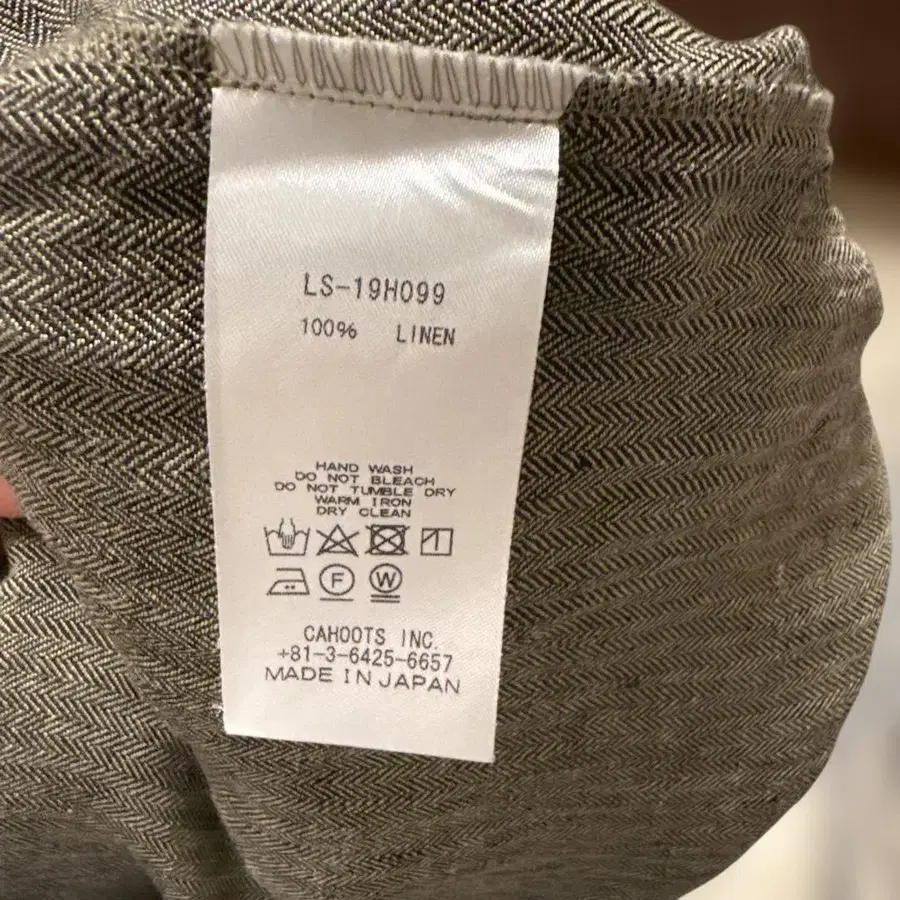 LS-19H099
100% LINEN
HAND WASH
DO NOT BLEACH
DO NOT TUMBLE DRY
WARM IRON
DRY CLEAN
F W
CAHOOTS INC.
+81-3-6425-6657
MADE IN JAPAN